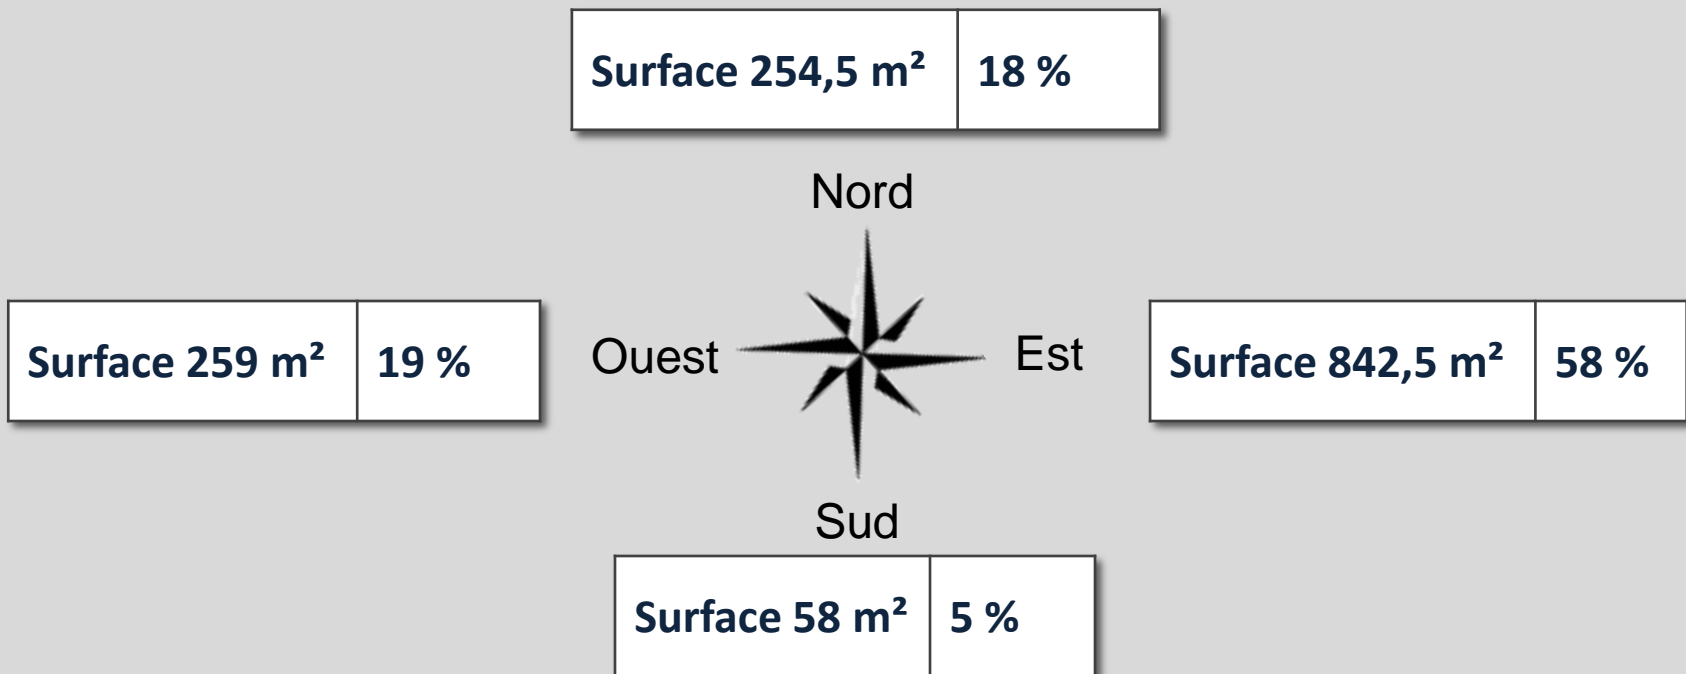 Surface 254,5 m² 18 %
Nord
Surface 259 m² 19 %
Ouest
Est
Surface 842,5 m² 58 %
Sud
Surface 58 m² 5 %